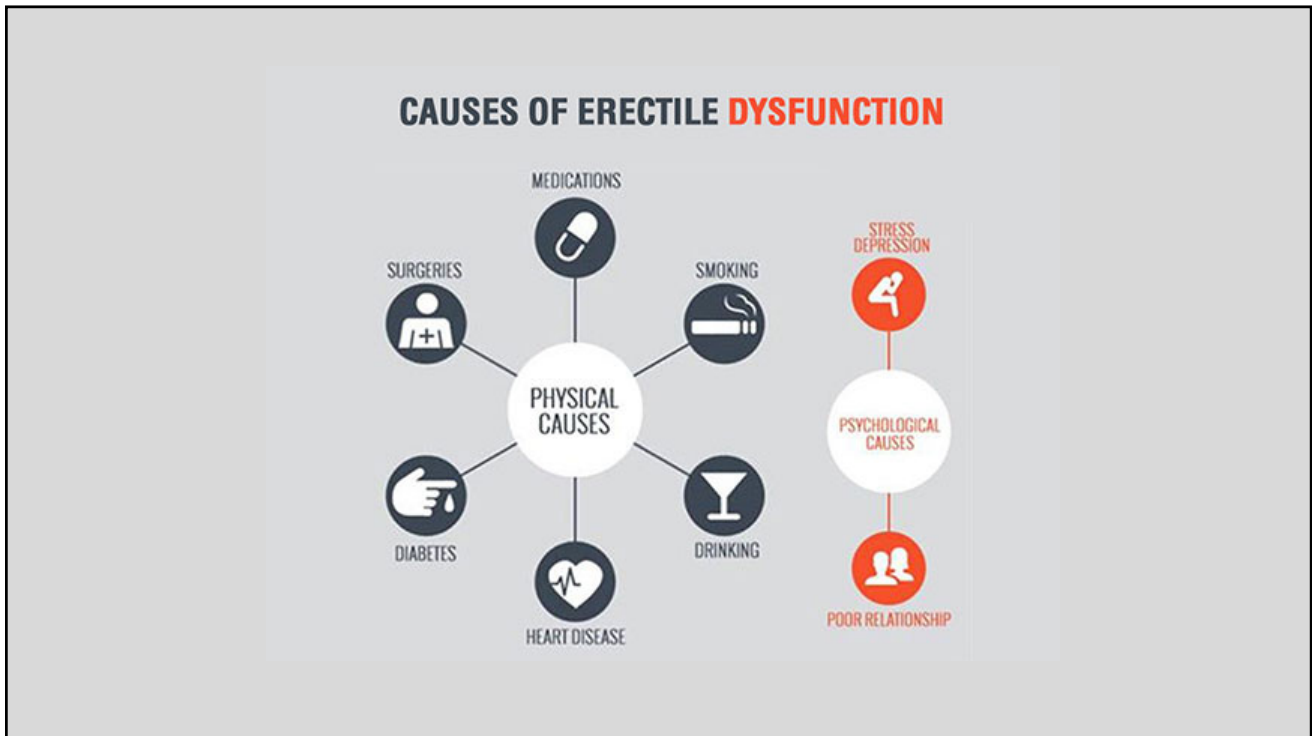 CAUSES OF ERECTILE DYSFUNCTION
MEDICATIONS
SURGERIES
SMOKING
PHYSICAL
CAUSES
DIABETES
DRINKING
HEART DISEASE
STRESS
DEPRESSION
PSYCHOLOGICAL
CAUSES
POOR RELATIONSHIP